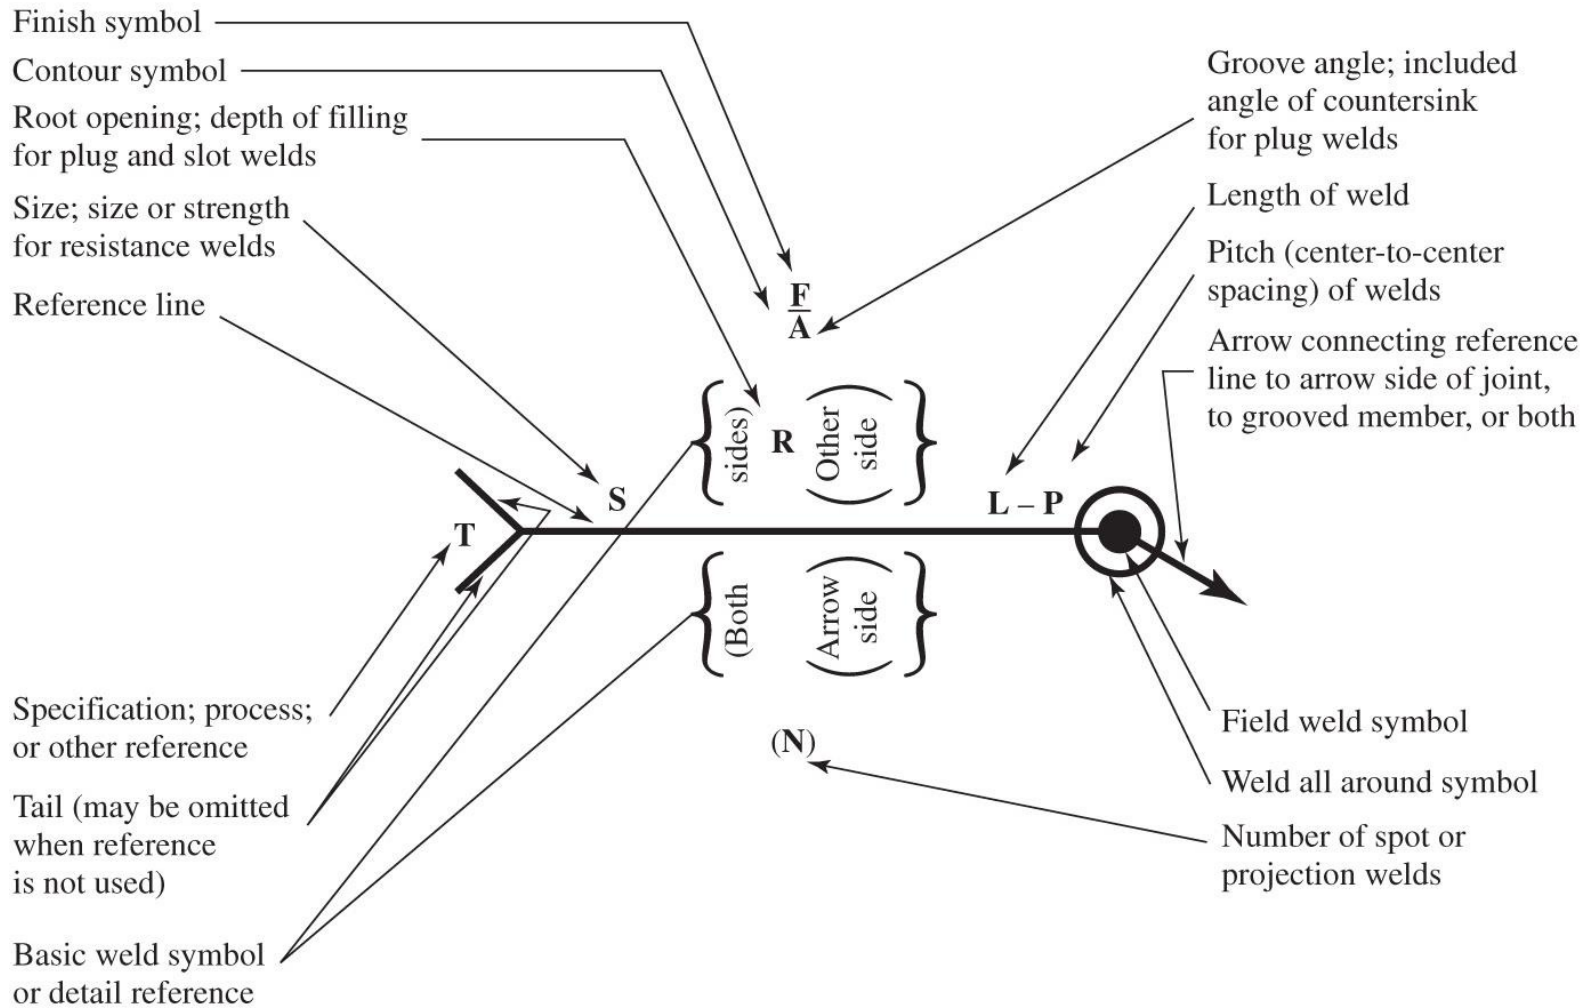 Finish symbol
Contour symbol
Root opening; depth of filling
for plug and slot welds
Size; size or strength
for resistance welds
Reference line
Groove angle; included
angle of countersink
for plug welds
Length of weld
Pitch (center-to-center
spacing) of welds
Arrow connecting reference
line to arrow side of joint,
to grooved member, or both
F
A
R
(Both
sides)
(Other
side)
(Arrow
side)
S
L – P
T
(N)
Specification; process;
or other reference
Tail (may be omitted
when reference
is not used)
Basic weld symbol
or detail reference
Field weld symbol
Weld all around symbol
Number of spot or
projection welds